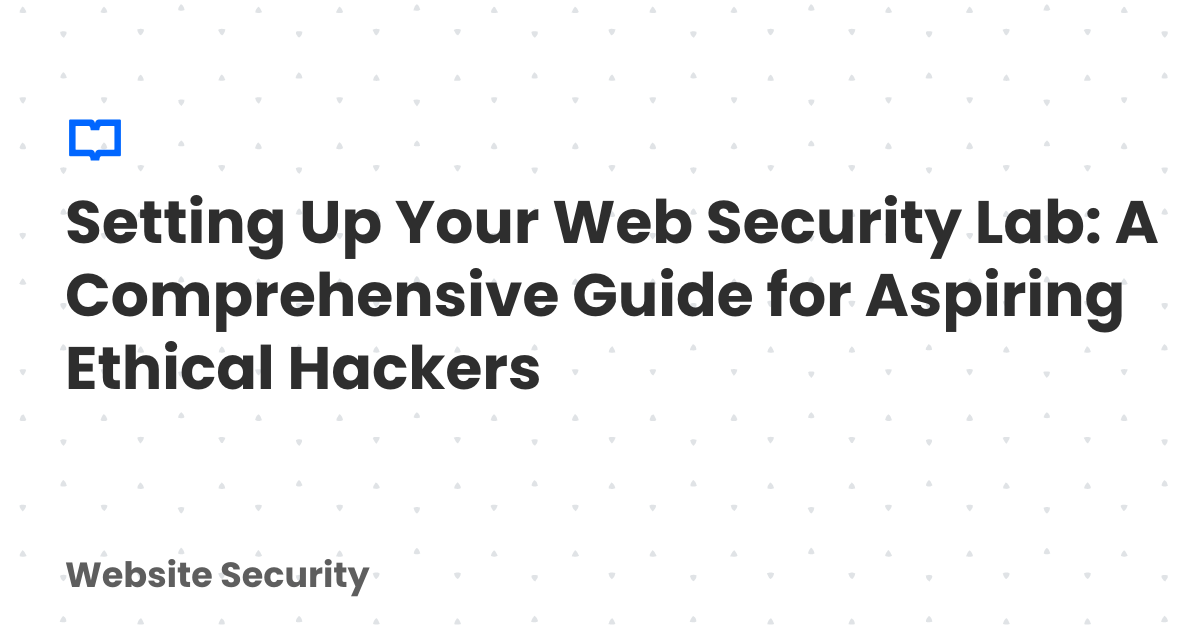 Setting Up Your Web Security Lab: A
Comprehensive Guide for Aspiring
Ethical Hackers
Website Security